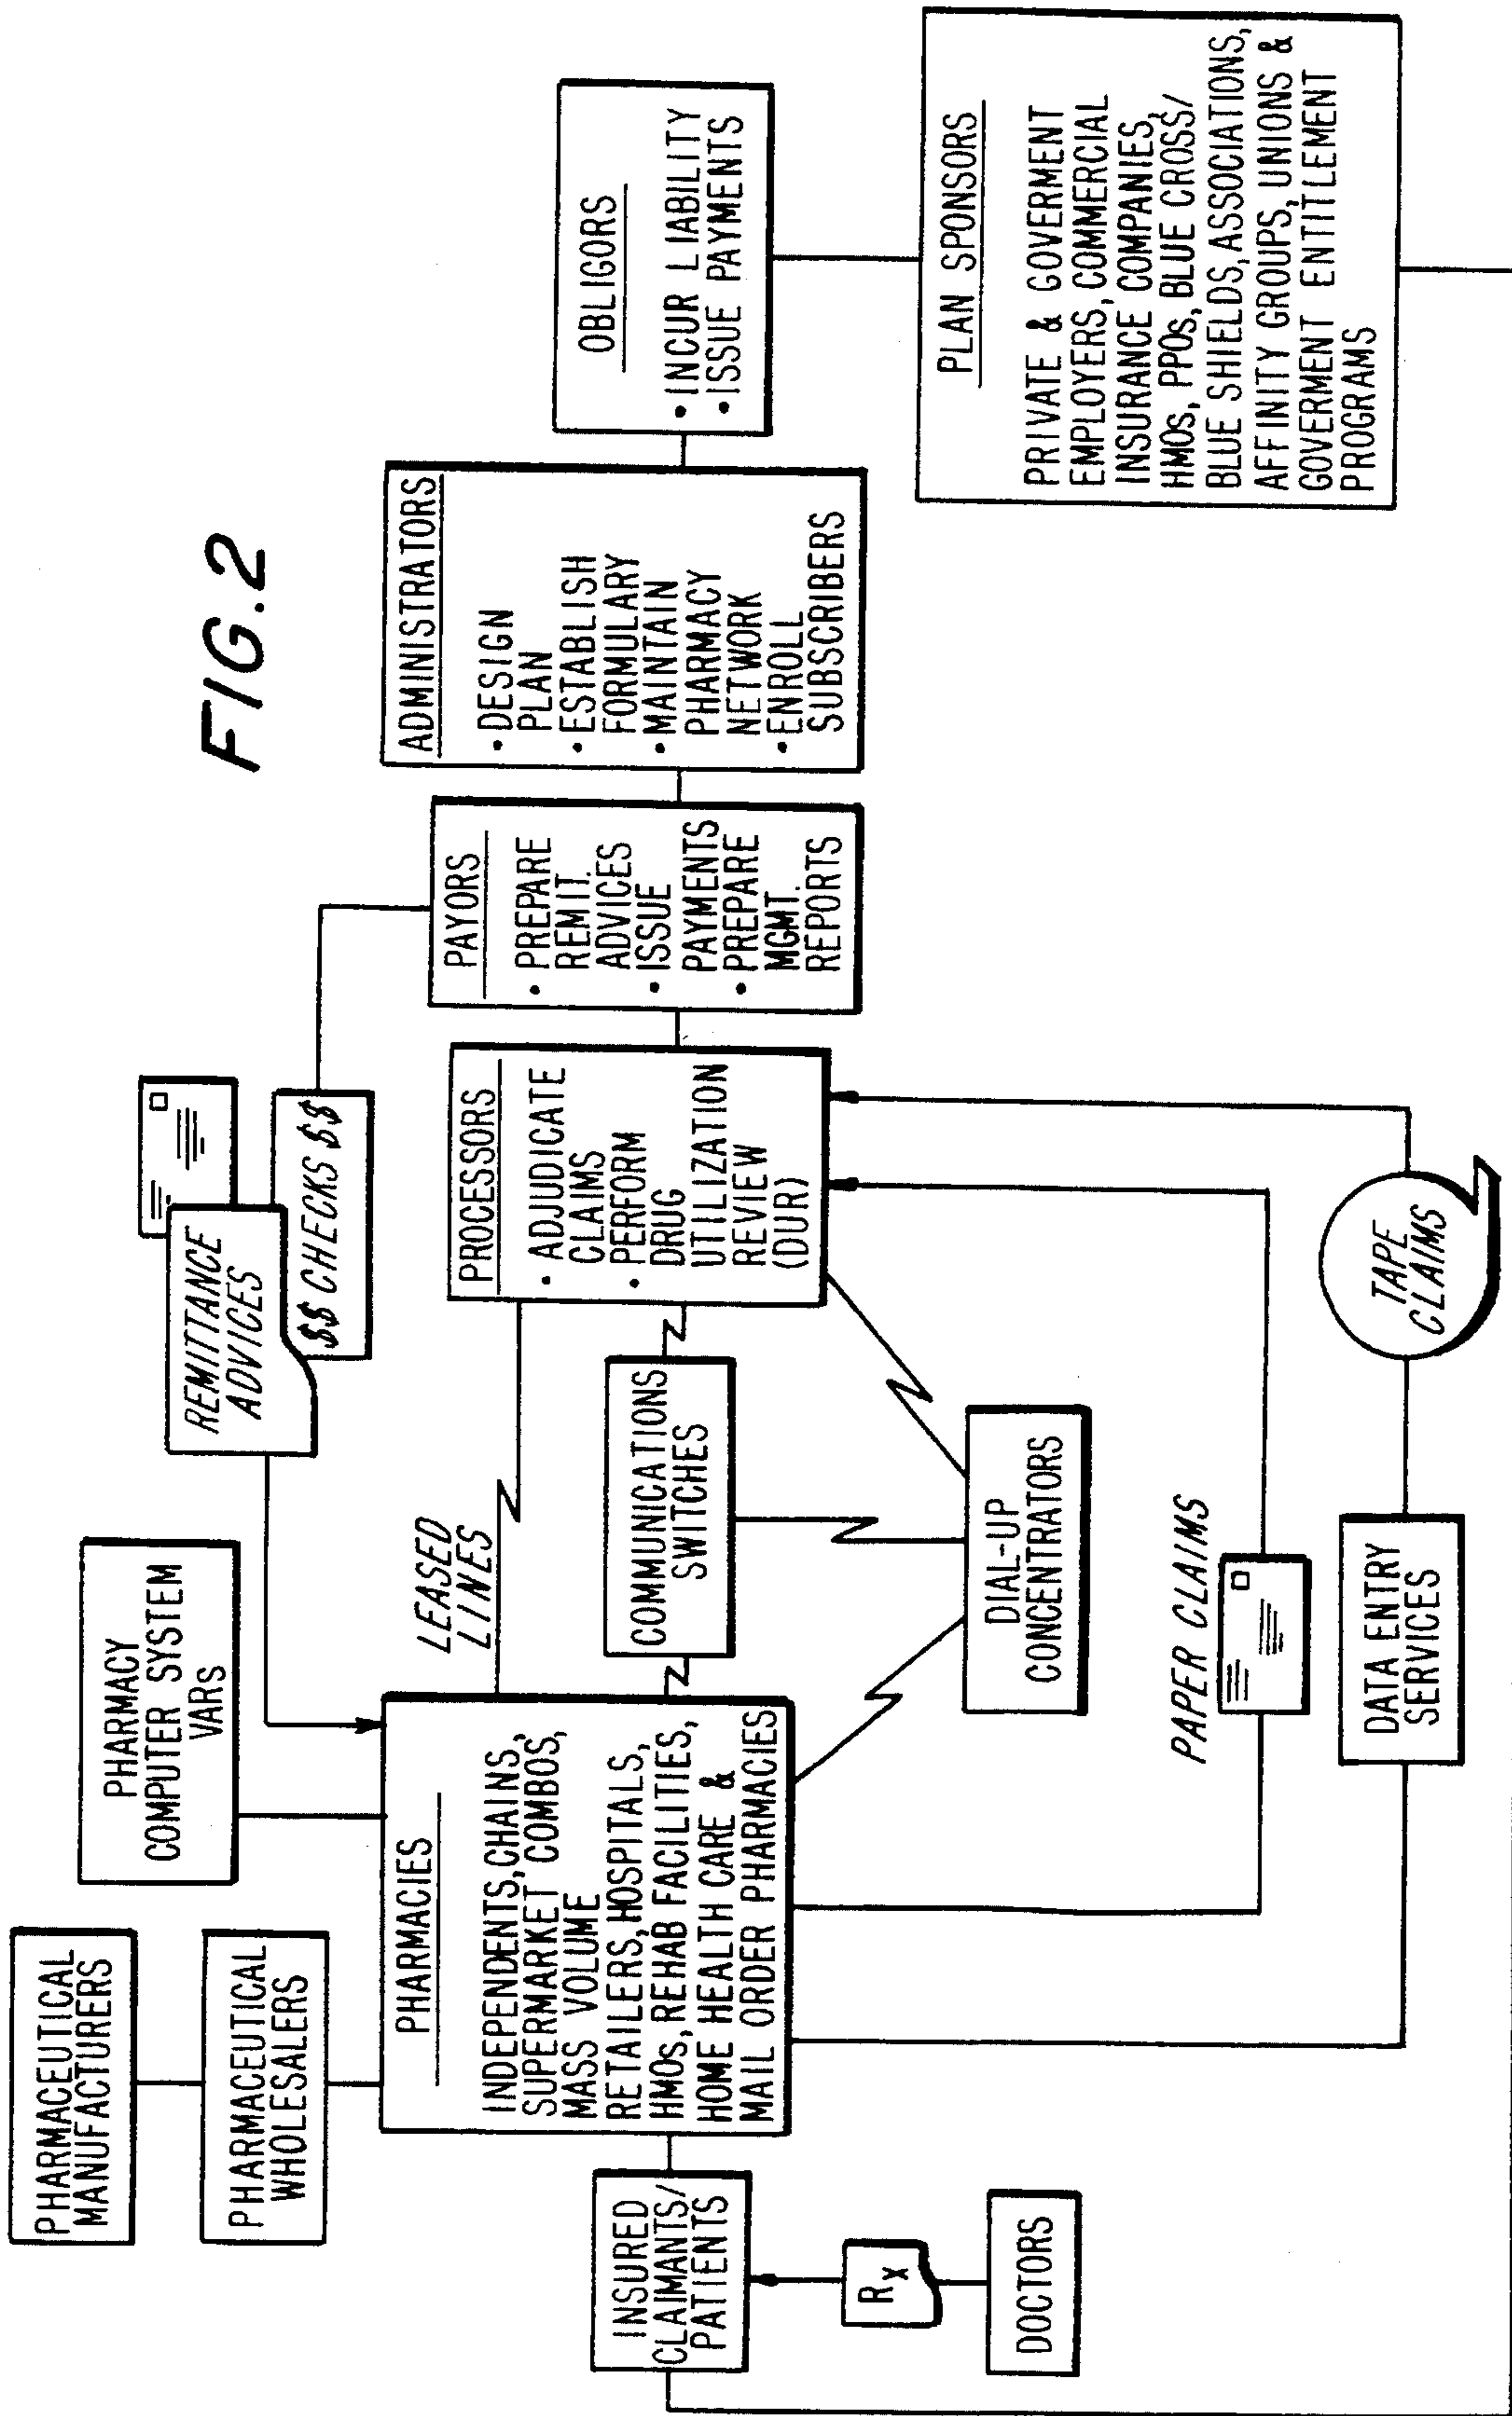 FIG.2
PHARMACEUTICAL
MANUFACTURERS
PHARMACEUTICAL
WHOLESALERS
PHARMACY
COMPUTER SYSTEM
VARs
REMITTANCE
ADVICES
$$ CHECKS $$
INSURED
CLAIMANTS/
PATIENTS
Rx
DOCTORS
PHARMACIES
INDEPENDENTS, CHAINS,
SUPERMARKET COMBOS,
MASS VOLUME
RETAILERS, HOSPITALS,
HMOs, REHAB FACILITIES,
HOME HEALTH CARE &
MAIL ORDER PHARMACIES
LEASED
LINES
COMMUNICATIONS
SWITCHES
DIAL-UP
CONCENTRATORS
PAPER CLAIMS
DATA ENTRY
SERVICES
TAPE
CLAIMS
PROCESSORS
• ADJUDICATE
CLAIMS
• PERFORM
DRUG
UTILIZATION
REVIEW
(DUR)
PAYORS
• PREPARE
REMIT.
ADVICES
• ISSUE
PAYMENTS
• PREPARE
MGMT.
REPORTS
ADMINISTRATORS
• DESIGN
PLAN
• ESTABLISH
FORMULARY
• MAINTAIN
PHARMACY
NETWORK
• ENROLL
SUBSCRIBERS
OBLIGORS
• INCUR LIABILITY
• ISSUE PAYMENTS
PLAN SPONSORS
PRIVATE & GOVERMENT
EMPLOYERS, COMMERCIAL
INSURANCE COMPANIES,
HMOs, PPOs, BLUE CROSS/
BLUE SHIELDS, ASSOCIATIONS,
AFFINITY GROUPS, UNIONS &
GOVERMENT ENTITLEMENT
PROGRAMS